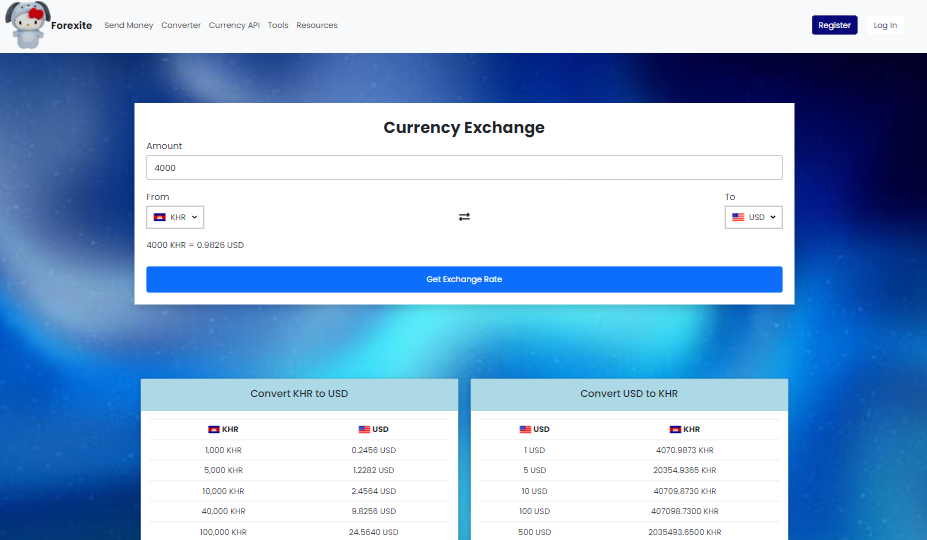 Forexite Send Money Converter Currency API Tools Resources Register Log In
Currency Exchange
Amount
4000
From To
KHR USD
4000 KHR = 0.9826 USD
Get Exchange Rate
Convert KHR to USD
KHR USD
1,000 KHR 0.2456 USD
5,000 KHR 1.2282 USD
10,000 KHR 2.4564 USD
40,000 KHR 9.8256 USD
100,000 KHR 24.5640 USD
Convert USD to KHR
USD KHR
1 USD 4070.9873 KHR
5 USD 20354.9365 KHR
10 USD 40709.8730 KHR
100 USD 407098.7300 KHR
500 USD 2035493.6500 KHR